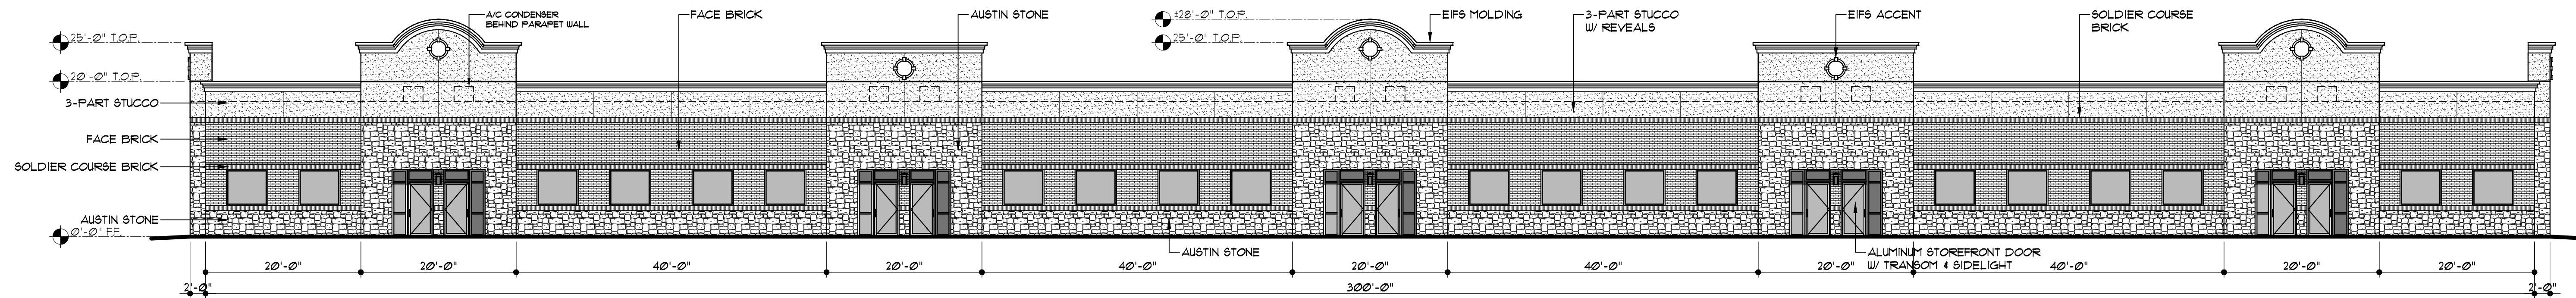 A/C CONDENSER
BEHIND PARAPET WALL
FACE BRICK
AUSTIN STONE
±28'-0" T.O.P.
25'-0" T.O.P.
EIFS MOLDING
3-PART STUCCO
W/ REVEALS
EIFS ACCENT
SOLDIER COURSE
BRICK
25'-0" T.O.P.
20'-0" T.O.P.
3-PART STUCCO
FACE BRICK
SOLDIER COURSE BRICK
AUSTIN STONE
0'-0" F.F.
AUSTIN STONE
ALUMINUM STOREFRONT DOOR
W/ TRANSOM & SIDELIGHT
20'-0"
20'-0"
40'-0"
20'-0"
40'-0"
20'-0"
40'-0"
20'-0"
40'-0"
20'-0"
20'-0"
2'-0"
300'-0"
2'-0"